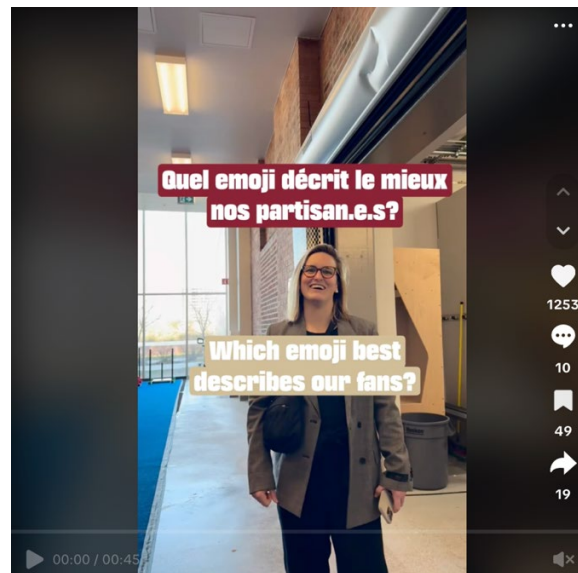 Quel emoji décrit le mieux
nos partisan.e.s?
Which emoji best
describes our fans?
1253
10
49
19
00:00 / 00:45